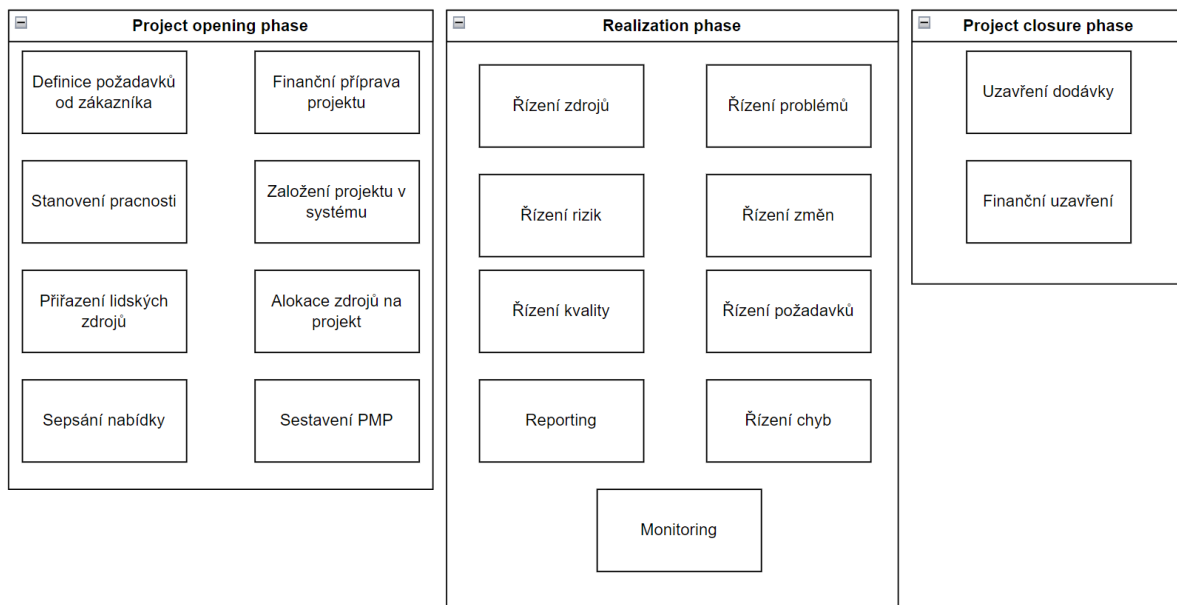 Project opening phase
Definice požadavků
od zákazníka
Finanční příprava
projektu
Stanovení pracnosti
Založení projektu v
systému
Přiřazení lidských
zdrojů
Alokace zdrojů na
projekt
Sepsání nabídky
Sestavení PMP
Realization phase
Řízení zdrojů
Řízení problémů
Řízení rizik
Řízení změn
Řízení kvality
Řízení požadavků
Reporting
Řízení chyb
Monitoring
Project closure phase
Uzavření dodávky
Finanční uzavření